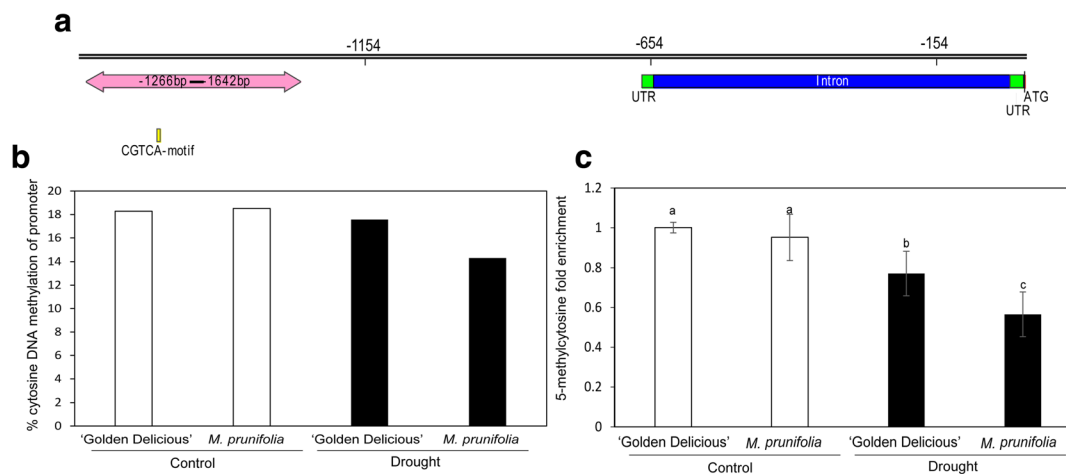 a
-1154
-654
-154
-1266bp
1642bp
Intron
UTR
ATG
UTR
CGTCA-motif
b
% cytosine DNA methylation of promoter
20
18
16
14
12
10
8
6
4
2
0
'Golden Delicious'
M. prunifolia
'Golden Delicious'
M. prunifolia
Control
Drought
c
5-methylcytosine fold enrichment
1.2
1
0.8
0.6
0.4
0.2
0
a
a
b
c
'Golden Delicious'
M. prunifolia
'Golden Delicious'
M. prunifolia
Control
Drought